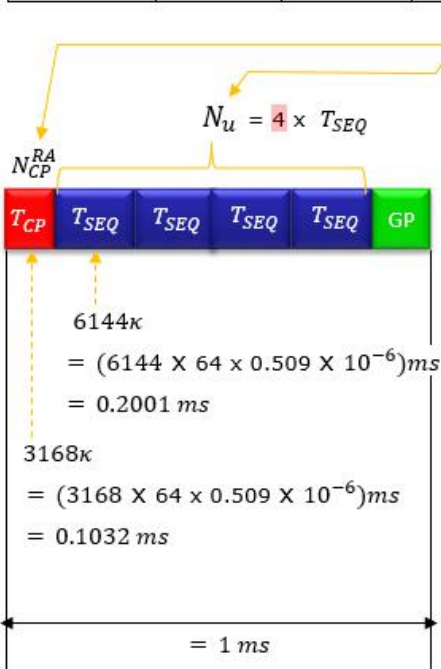 N_u = 4 x T_SEQ
N_CP^RA
T_CP T_SEQ T_SEQ T_SEQ T_SEQ GP
6144κ
= (6144 X 64 x 0.509 X 10^−6)ms
= 0.2001 ms
3168κ
= (3168 X 64 x 0.509 X 10^−6)ms
= 0.1032 ms
= 1 ms